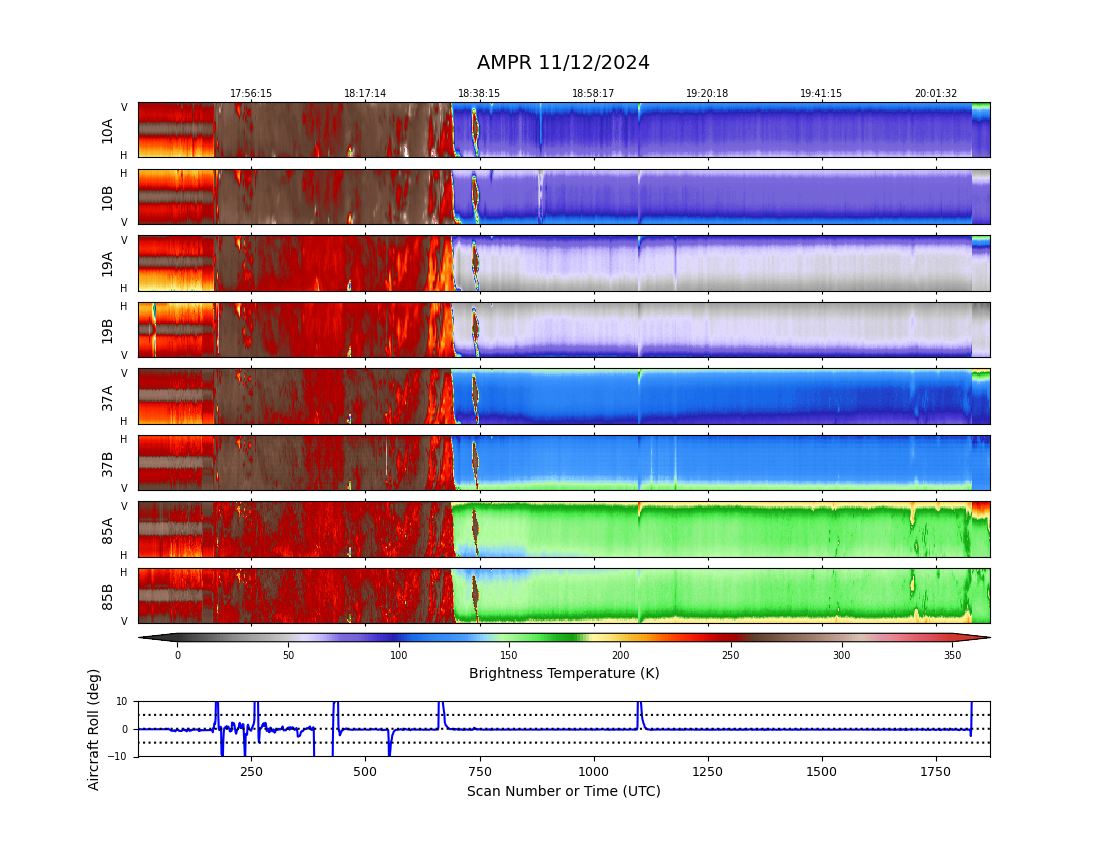 AMPR 11/12/2024
17:56:15 18:17:14 18:38:15 18:58:17 19:20:18 19:41:15 20:01:32
V
10A
H
H
10B
V
V
19A
H
H
19B
V
V
37A
H
H
37B
V
V
85A
H
H
85B
V
0 50 100 150 200 250 300 350
Brightness Temperature (K)
Aircraft Roll (deg)
10
0
−10
250 500 750 1000 1250 1500 1750
Scan Number or Time (UTC)